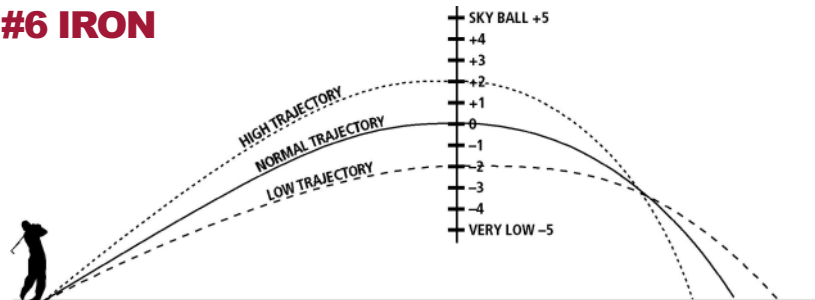 #6 IRON
SKY BALL +5
+4
+3
+2
+1
0
–1
–2
–3
–4
VERY LOW –5
HIGH TRAJECTORY
NORMAL TRAJECTORY
LOW TRAJECTORY